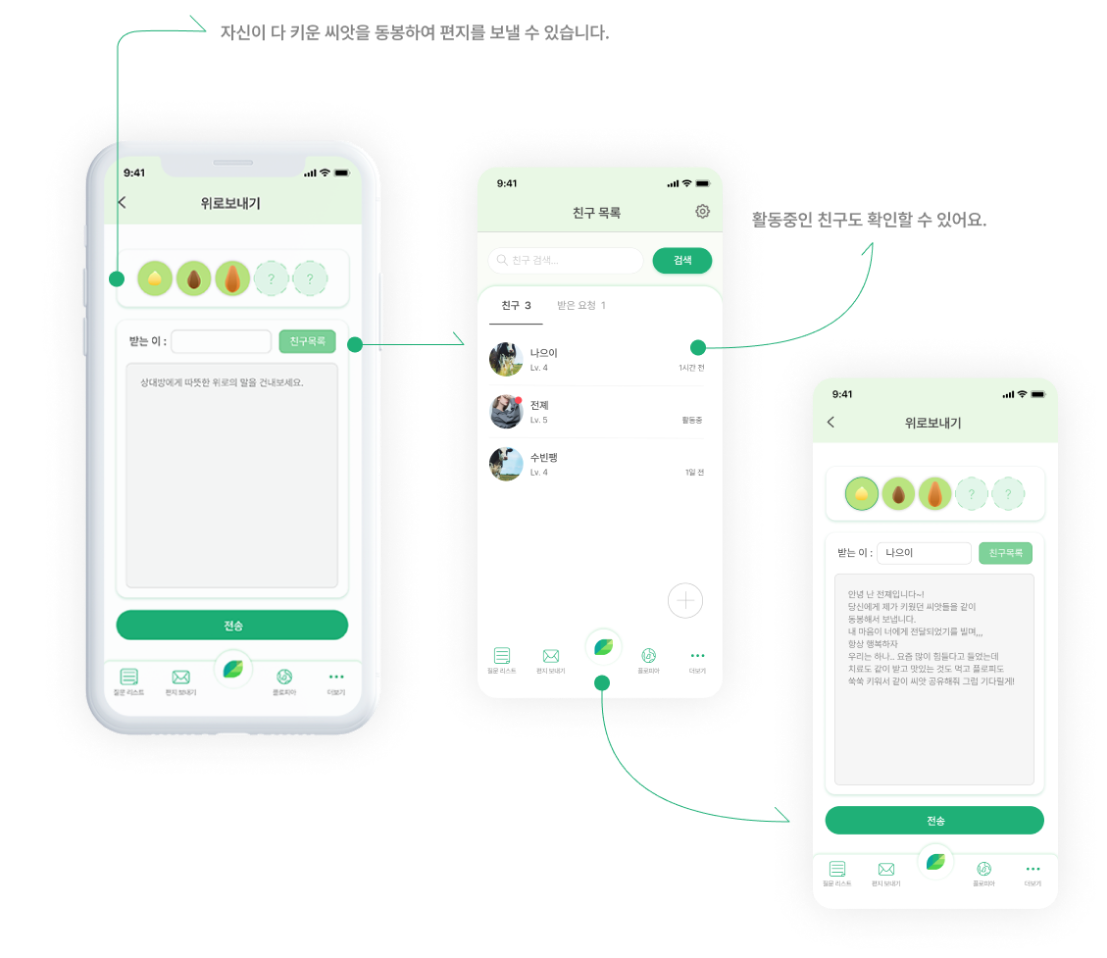 자신이 다 키운 씨앗을 동봉하여 편지를 보낼 수 있습니다.
9:41
위로보내기
? ?
받는 이 : 친구목록
상대방에게 따뜻한 위로의 말을 건내보세요.
전송
질문 리스트 편지 보내기 플로피아 더보기
9:41
친구 목록
친구 검색... 검색
친구 3 받은 요청 1
나으이
Lv. 4 1시간 전
전제
Lv. 5 활동중
수빈팽
Lv. 4 1일 전
질문 리스트 편지 보내기 플로피아 더보기
활동중인 친구도 확인할 수 있어요.
9:41
위로보내기
? ?
받는 이 : 나으이 친구목록
안녕 난 전제입니다~!
당신에게 제가 키웠던 씨앗들을 같이
동봉해서 보냅니다.
내 마음이 너에게 전달되었기를 빌며,,,
항상 행복하자
우리는 하나.. 요즘 많이 힘들다고 들었는데
치료도 같이 받고 맛있는 것도 먹고 플로피도
쑥쑥 키워서 같이 씨앗 공유해줘 그럼 기다릴게!
전송
질문 리스트 편지 보내기 플로피아 더보기